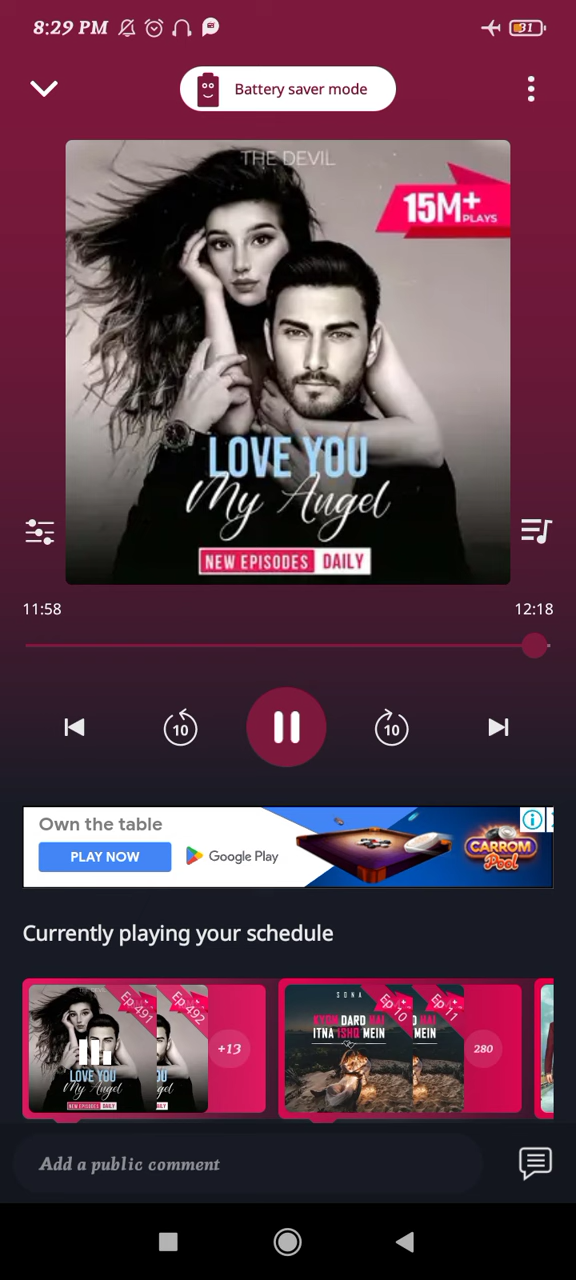 8:29 PM
31
Battery saver mode
THE DEVIL
15M+
PLAYS
LOVE YOU
My Angel
NEW EPISODES DAILY
11:58
12:18
10
10
Own the table
PLAY NOW
Google Play
CARROM
Pool
Currently playing your schedule
Ep 491
Ep 492
LOVE YOU
My Angel
NEW EPISODES DAILY
+13
SONA
Ep 10
Ep 11
DARD HAI
ITNA ISHQ MEIN
MEIN
280
Add a public comment